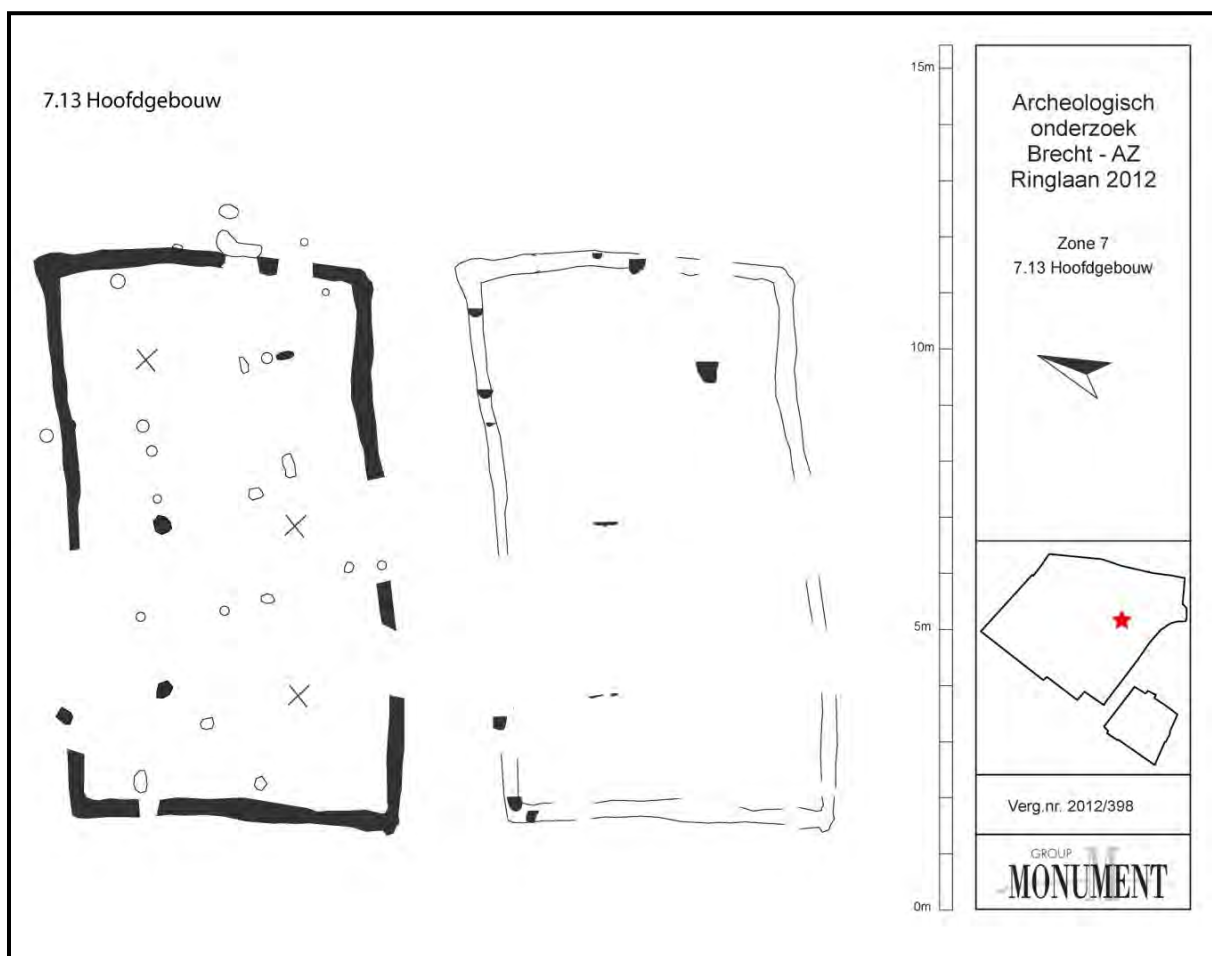 7.13 Hoofdgebouw
15m
10m
5m
0m
Archeologisch
onderzoek
Brecht - AZ
Ringlaan 2012
Zone 7
7.13 Hoofdgebouw
Verg.nr. 2012/398
GROUP
M
MONUMENT